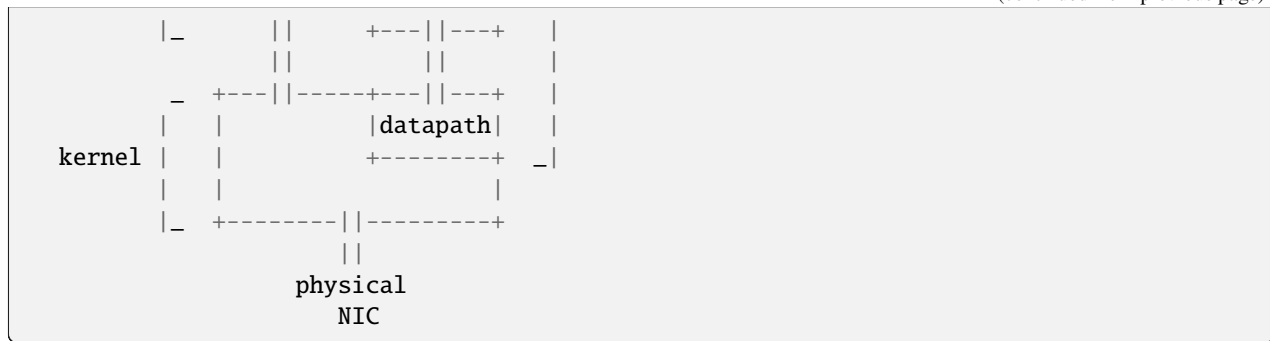 |_      ||      +---||---+    |
               ||          ||        |
        _  +---||-----+---||---+    |
       |   |          |datapath|    |
kernel |   |          +--------+  _|
       |   |                   |
       |_  +--------||---------+
                    ||
                 physical
                    NIC